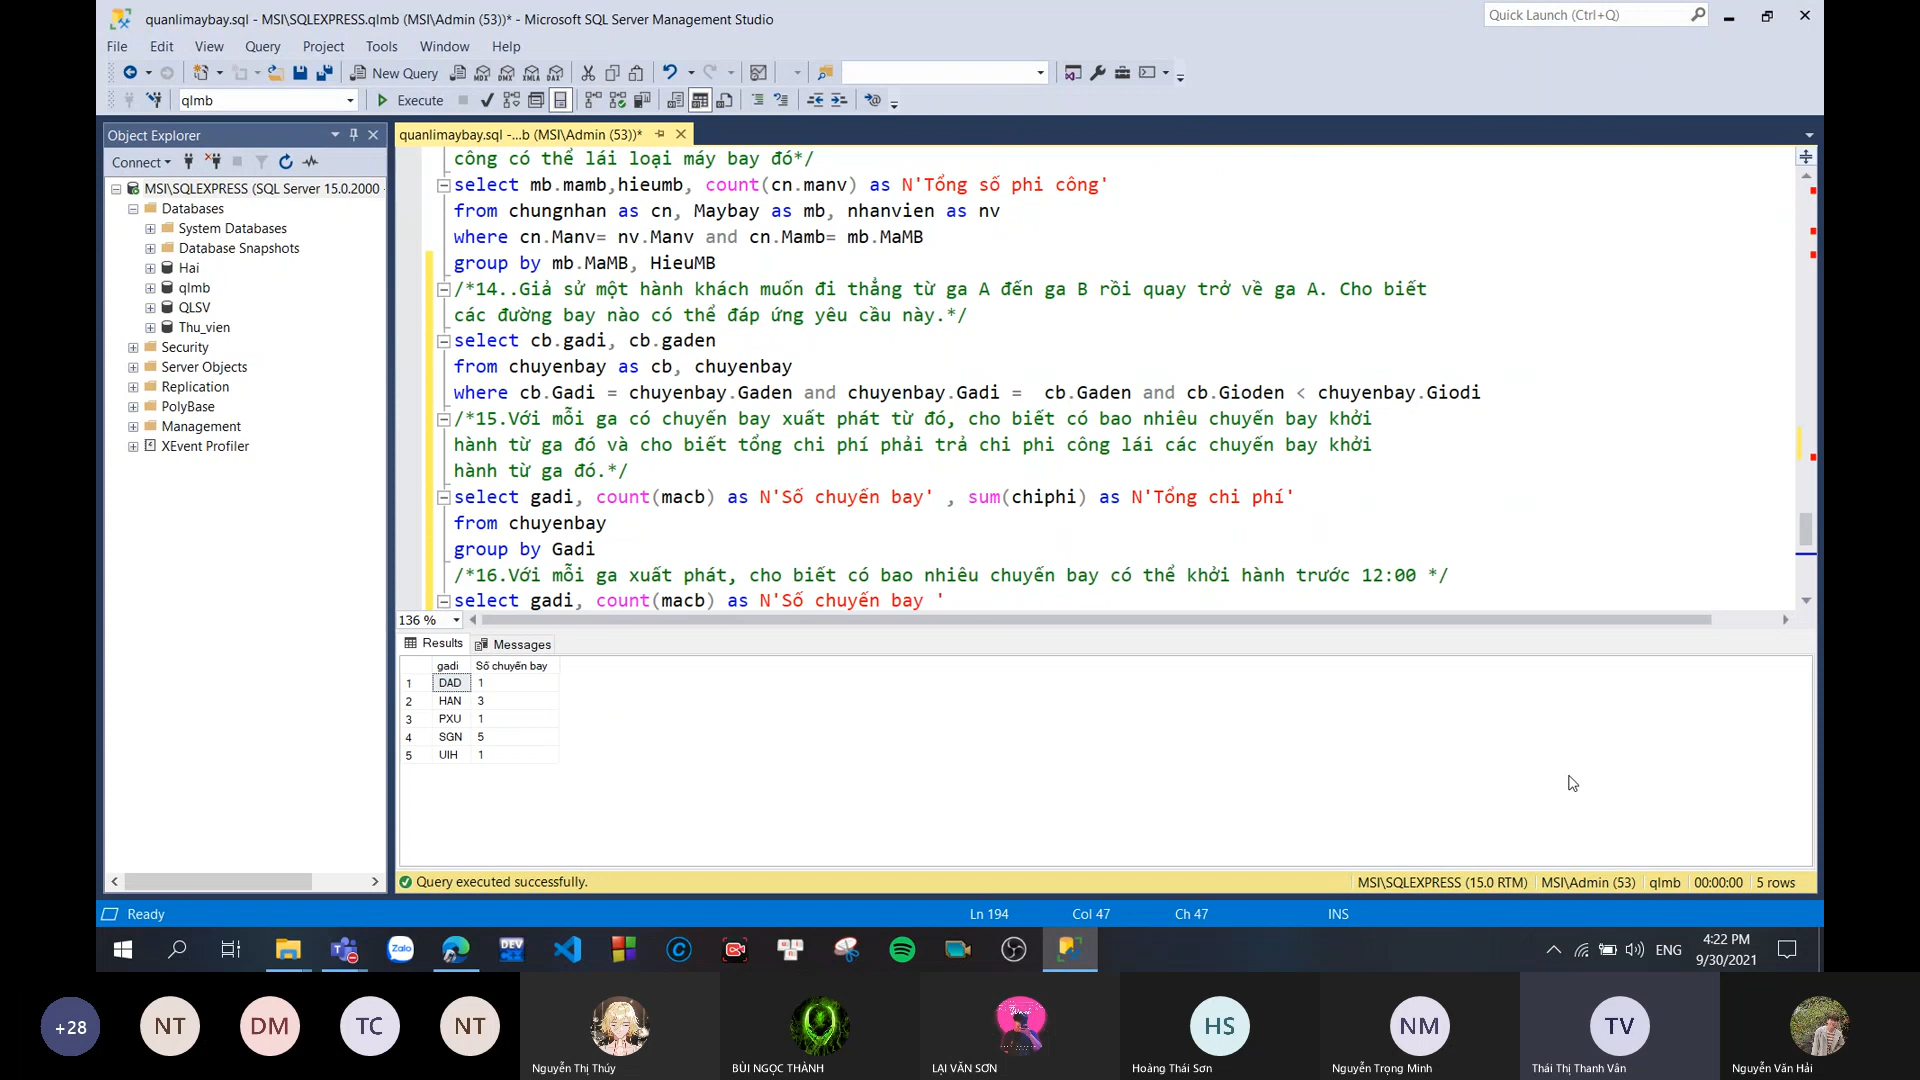 quanlimaybay.sql - MSI\SQLEXPRESS.qlmb (MSI\Admin (53))* - Microsoft SQL Server Management Studio
Quick Launch (Ctrl+Q)
File Edit View Query Project Tools Window Help
New Query
qlmb Execute
Object Explorer
quanlimaybay.sql -...b (MSI\Admin (53))*
Connect
MSI\SQLEXPRESS (SQL Server 15.0.2000 -
Databases
System Databases
Database Snapshots
Hai
qlmb
QLSV
Thu_vien
Security
Server Objects
Replication
PolyBase
Management
XEvent Profiler
công có thể lái loại máy bay đó*/
select mb.mamb,hieumb, count(cn.manv) as N'Tổng số phi công'
from chungnhan as cn, Maybay as mb, nhanvien as nv
where cn.Manv= nv.Manv and cn.Mamb= mb.MaMB
group by mb.MaMB, HieuMB
/*14..Giả sử một hành khách muốn đi thẳng từ ga A đến ga B rồi quay trở về ga A. Cho biết
các đường bay nào có thể đáp ứng yêu cầu này.*/
select cb.gadi, cb.gaden
from chuyenbay as cb, chuyenbay
where cb.Gadi = chuyenbay.Gaden and chuyenbay.Gadi =  cb.Gaden and cb.Gioden < chuyenbay.Giodi
/*15.Với mỗi ga có chuyến bay xuất phát từ đó, cho biết có bao nhiêu chuyến bay khởi
hành từ ga đó và cho biết tổng chi phí phải trả chi phi công lái các chuyến bay khởi
hành từ ga đó.*/
select gadi, count(macb) as N'Số chuyến bay' , sum(chiphi) as N'Tổng chi phí'
from chuyenbay
group by Gadi
/*16.Với mỗi ga xuất phát, cho biết có bao nhiêu chuyến bay có thể khởi hành trước 12:00 */
select gadi, count(macb) as N'Số chuyến bay '
136 %
Results Messages
gadi Số chuyến bay
1 DAD 1
2 HAN 3
3 PXU 1
4 SGN 5
5 UIH 1
Query executed successfully.
MSI\SQLEXPRESS (15.0 RTM) MSI\Admin (53) qlmb 00:00:00 5 rows
Ready Ln 194 Col 47 Ch 47 INS
Zalo DEV
ENG
4:22 PM
9/30/2021
+28 NT DM TC NT HS NM TV
Nguyễn Thị Thúy BÙI NGỌC THÀNH LẠI VĂN SƠN Hoàng Thái Sơn Nguyễn Trọng Minh Thái Thị Thanh Vân Nguyễn Văn Hải